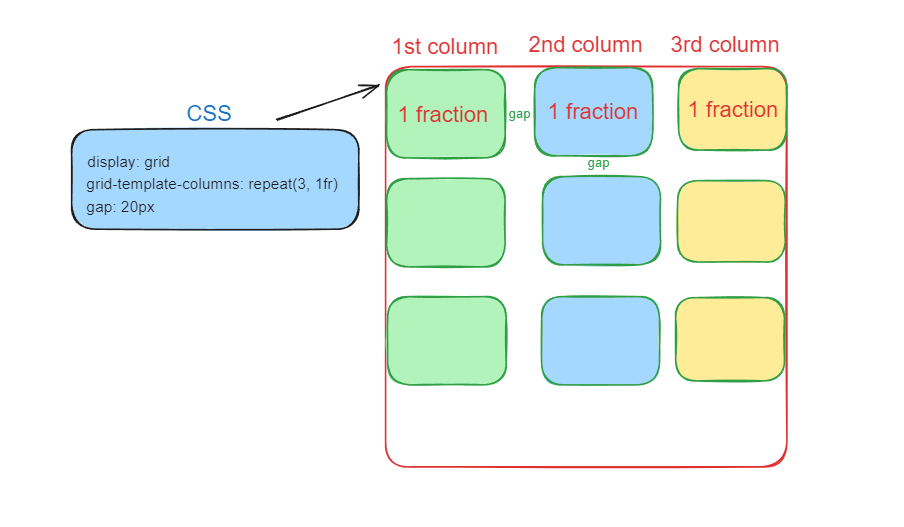 1st column
2nd column
3rd column
CSS
display: grid
grid-template-columns: repeat(3, 1fr)
gap: 20px
1 fraction
gap
1 fraction
1 fraction
gap